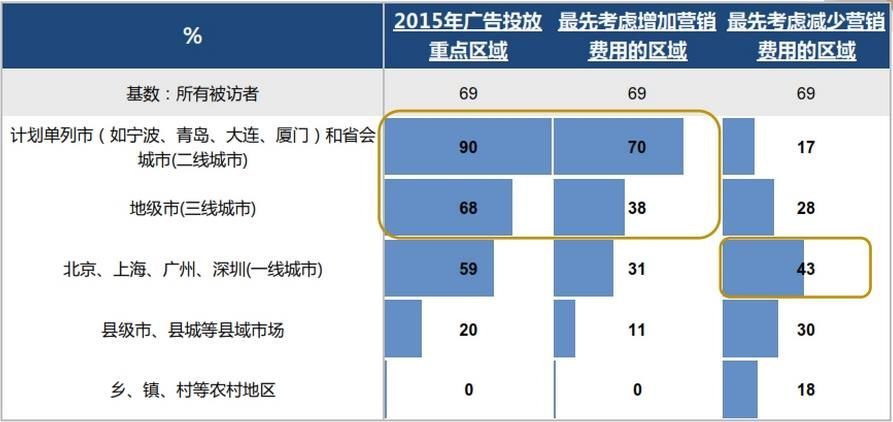 %
2015年广告投放
重点区域
最先考虑增加营销
费用的区域
最先考虑减少营销
费用的区域
基数：所有被访者
69
69
69
计划单列市（如宁波、青岛、大连、厦门）和省会
城市(二线城市)
90
70
17
地级市(三线城市)
68
38
28
北京、上海、广州、深圳(一线城市)
59
31
43
县级市、县城等县域市场
20
11
30
乡、镇、村等农村地区
0
0
18